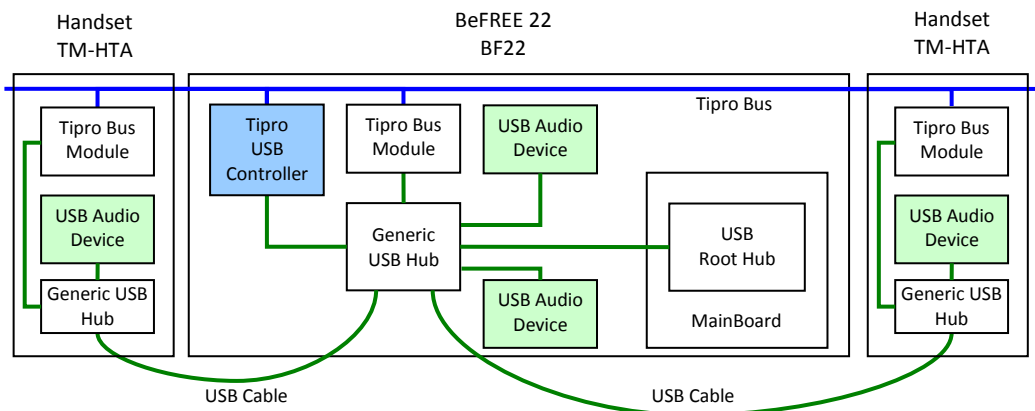 Handset
TM-HTA
BeFREE 22
BF22
Handset
TM-HTA
Tipro Bus
Tipro Bus
Module
Tipro
USB
Controller
Tipro Bus
Module
USB Audio
Device
Tipro Bus
Module
USB Audio
Device
Generic
USB Hub
USB
Root Hub
USB Audio
Device
Generic USB
Hub
USB Audio
Device
MainBoard
Generic USB
Hub
USB Cable
USB Cable